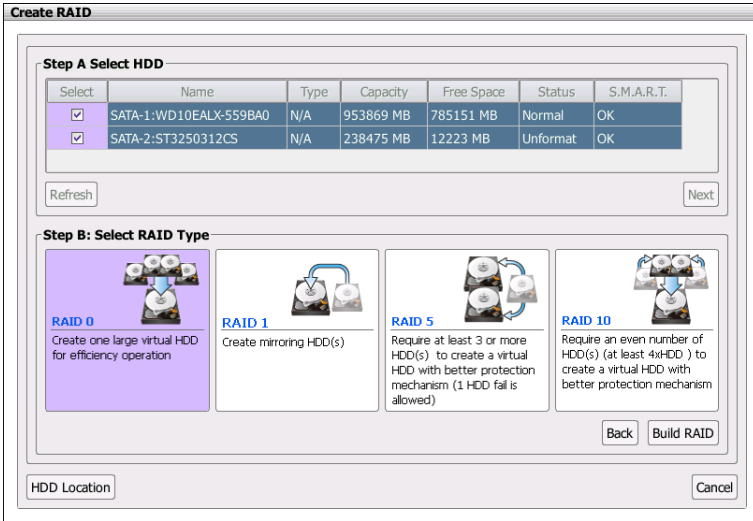 Create RAID
Step A Select HDD
Select Name Type Capacity Free Space Status S.M.A.R.T.
SATA-1:WD10EALX-559BA0 N/A 953869 MB 785151 MB Normal OK
SATA-2:ST3250312CS N/A 238475 MB 12223 MB Unformat OK
Refresh Next
Step B: Select RAID Type
RAID 0
Create one large virtual HDD
for efficiency operation
RAID 1
Create mirroring HDD(s)
RAID 5
Require at least 3 or more
HDD(s) to create a virtual
HDD with better protection
mechanism (1 HDD fail is
allowed)
RAID 10
Require an even number of
HDD(s) (at least 4xHDD ) to
create a virtual HDD with
better protection mechanism
Back Build RAID
HDD Location Cancel